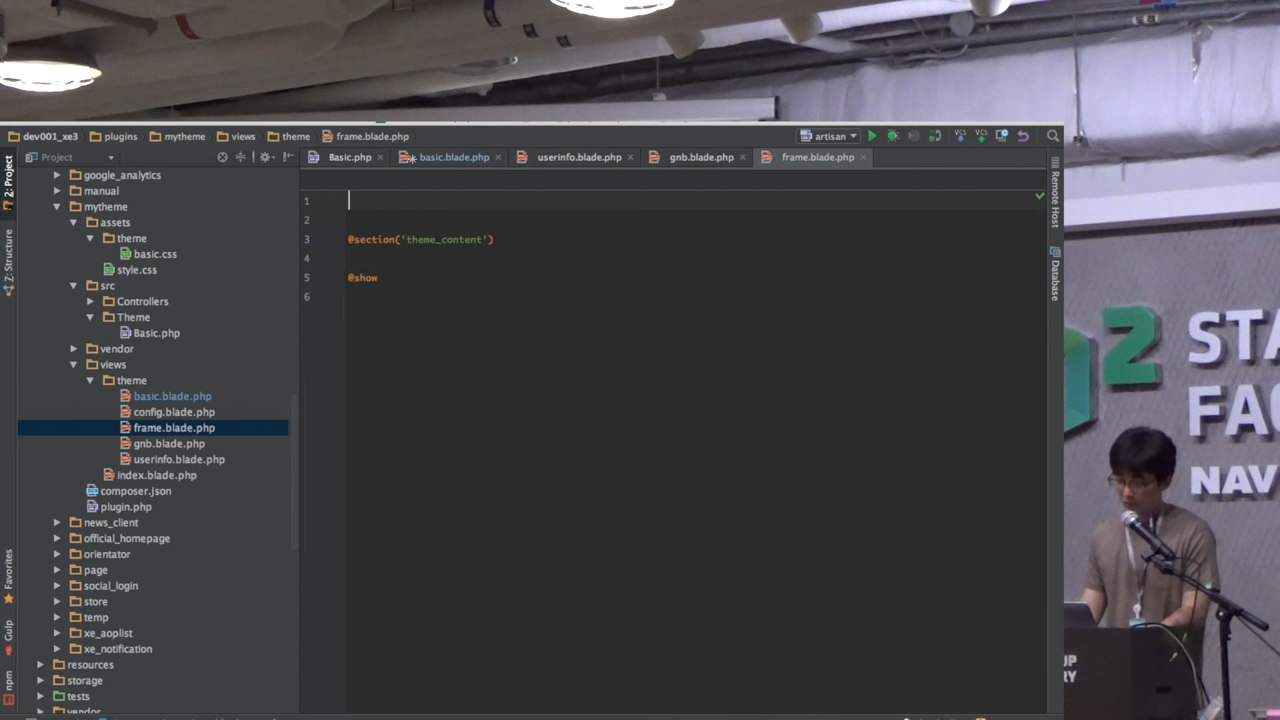 dev001_xe3 plugins mytheme views theme frame.blade.php artisan
Project
Basic.php basic.blade.php userinfo.blade.php gnb.blade.php frame.blade.php
google_analytics
manual
mytheme
assets
theme
basic.css
style.css
src
Controllers
Theme
Basic.php
vendor
views
theme
basic.blade.php
config.blade.php
frame.blade.php
gnb.blade.php
userinfo.blade.php
index.blade.php
composer.json
plugin.php
news_client
official_homepage
orientator
page
social_login
store
temp
xe_aoplist
xe_notification
resources
storage
tests
vendor
1
2
3 @section('theme_content')
4
5 @show
6
Z: Project
Z: Structure
Favorites
Gulp
npm
Remote Host
Database
2 STA
FAC
NAV
UP
RY